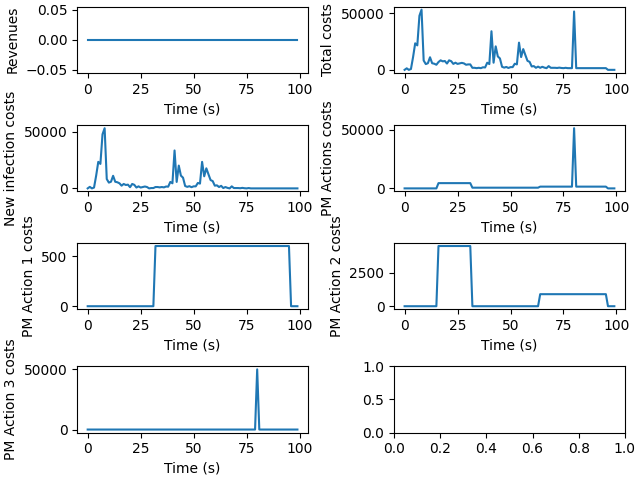 Revenues
0.05
0.00
−0.05
0 25 50 75 100
Time (s)
Total costs
50000
0
0 25 50 75 100
Time (s)
New infection costs
50000
0
0 25 50 75 100
Time (s)
PM Actions costs
50000
0
0 25 50 75 100
Time (s)
PM Action 1 costs
500
0
0 25 50 75 100
Time (s)
PM Action 2 costs
2500
0
0 25 50 75 100
Time (s)
PM Action 3 costs
50000
0
0 25 50 75 100
Time (s)
1.0
0.5
0.0
0.0 0.2 0.4 0.6 0.8 1.0